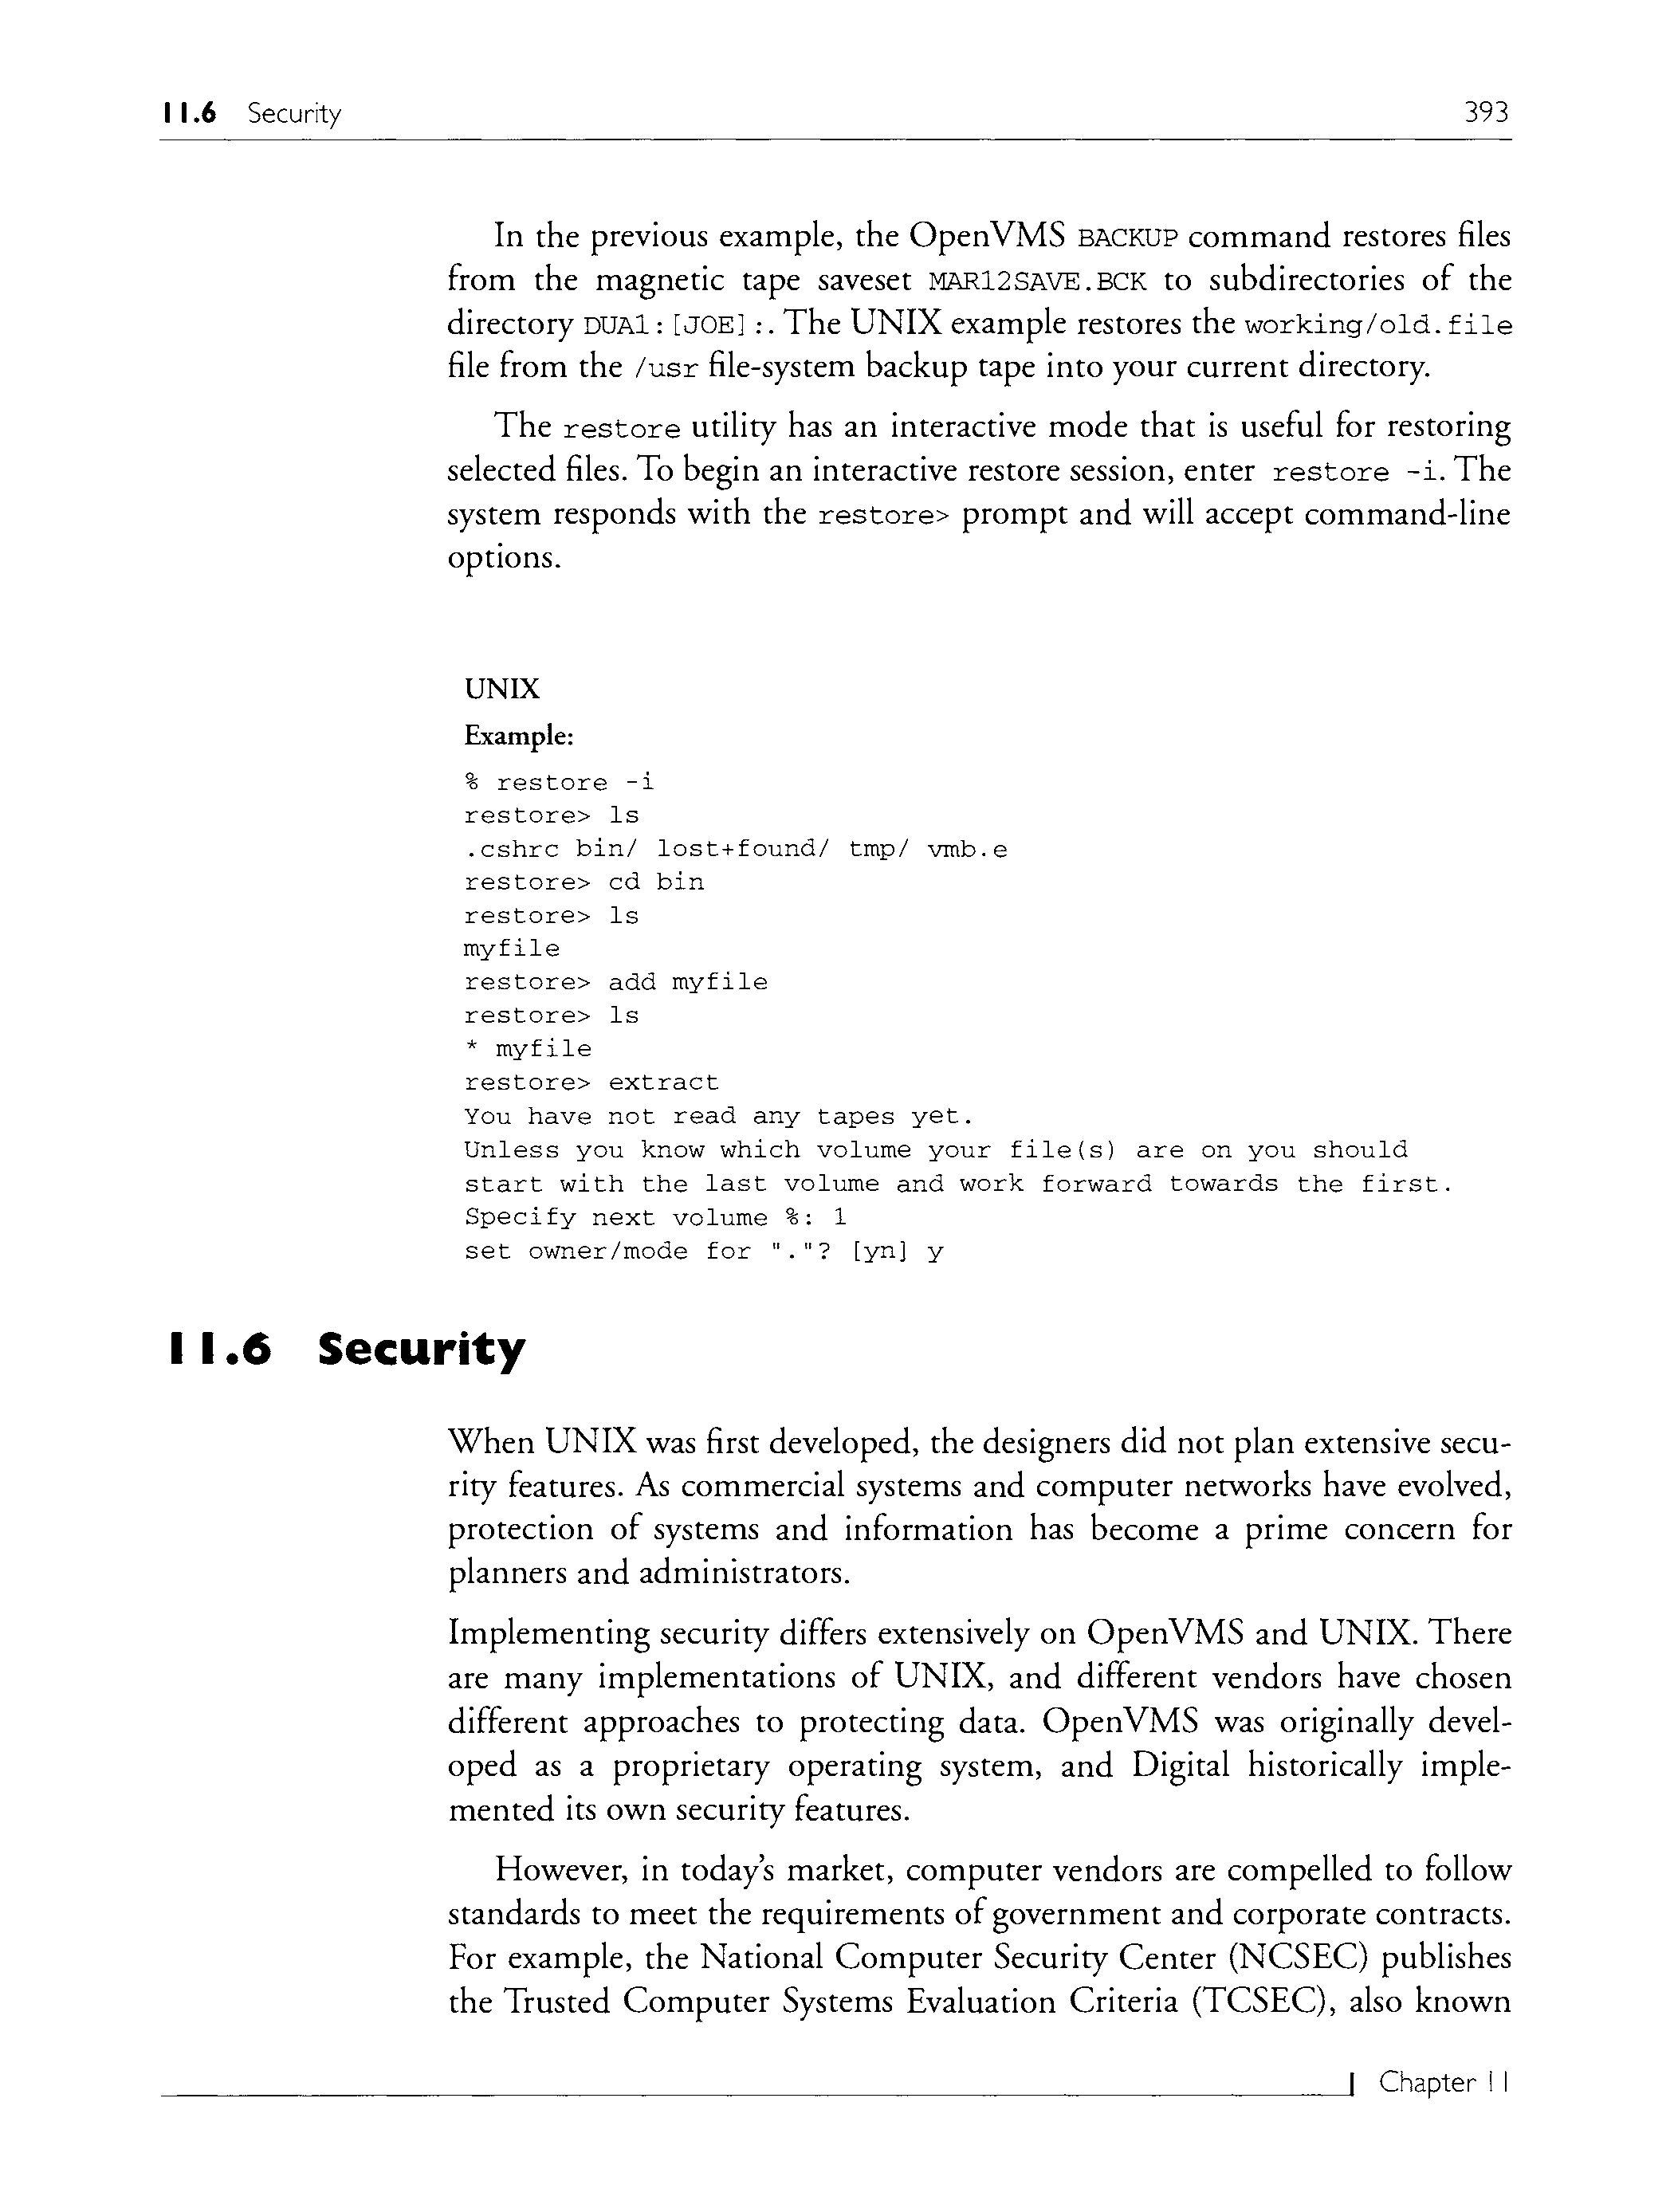 11.6 Security 393
In the previous example, the OpenVMS BACKUP command restores files
from the magnetic tape saveset MAR12SAVE.BCK to subdirectories of the
directory DUA1:[JOE]:. The UNIX example restores the working/old.file
file from the /usr file-system backup tape into your current directory.
The restore utility has an interactive mode that is useful for restoring
selected files. To begin an interactive restore session, enter restore -i. The
system responds with the restore> prompt and will accept command-line
options.
UNIX
Example:
% restore -i
restore> ls
.cshrc bin/ lost+found/ tmp/ vmb.e
restore> cd bin
restore> ls
myfile
restore> add myfile
restore> ls
* myfile
restore> extract
You have not read any tapes yet.
Unless you know which volume your file(s) are on you should
start with the last volume and work forward towards the first.
Specify next volume %: 1
set owner/mode for "."? [yn] y
11.6 Security
When UNIX was first developed, the designers did not plan extensive secu-
rity features. As commercial systems and computer networks have evolved,
protection of systems and information has become a prime concern for
planners and administrators.
Implementing security differs extensively on OpenVMS and UNIX. There
are many implementations of UNIX, and different vendors have chosen
different approaches to protecting data. OpenVMS was originally devel-
oped as a proprietary operating system, and Digital historically imple-
mented its own security features.
However, in today's market, computer vendors are compelled to follow
standards to meet the requirements of government and corporate contracts.
For example, the National Computer Security Center (NCSEC) publishes
the Trusted Computer Systems Evaluation Criteria (TCSEC), also known
Chapter 11